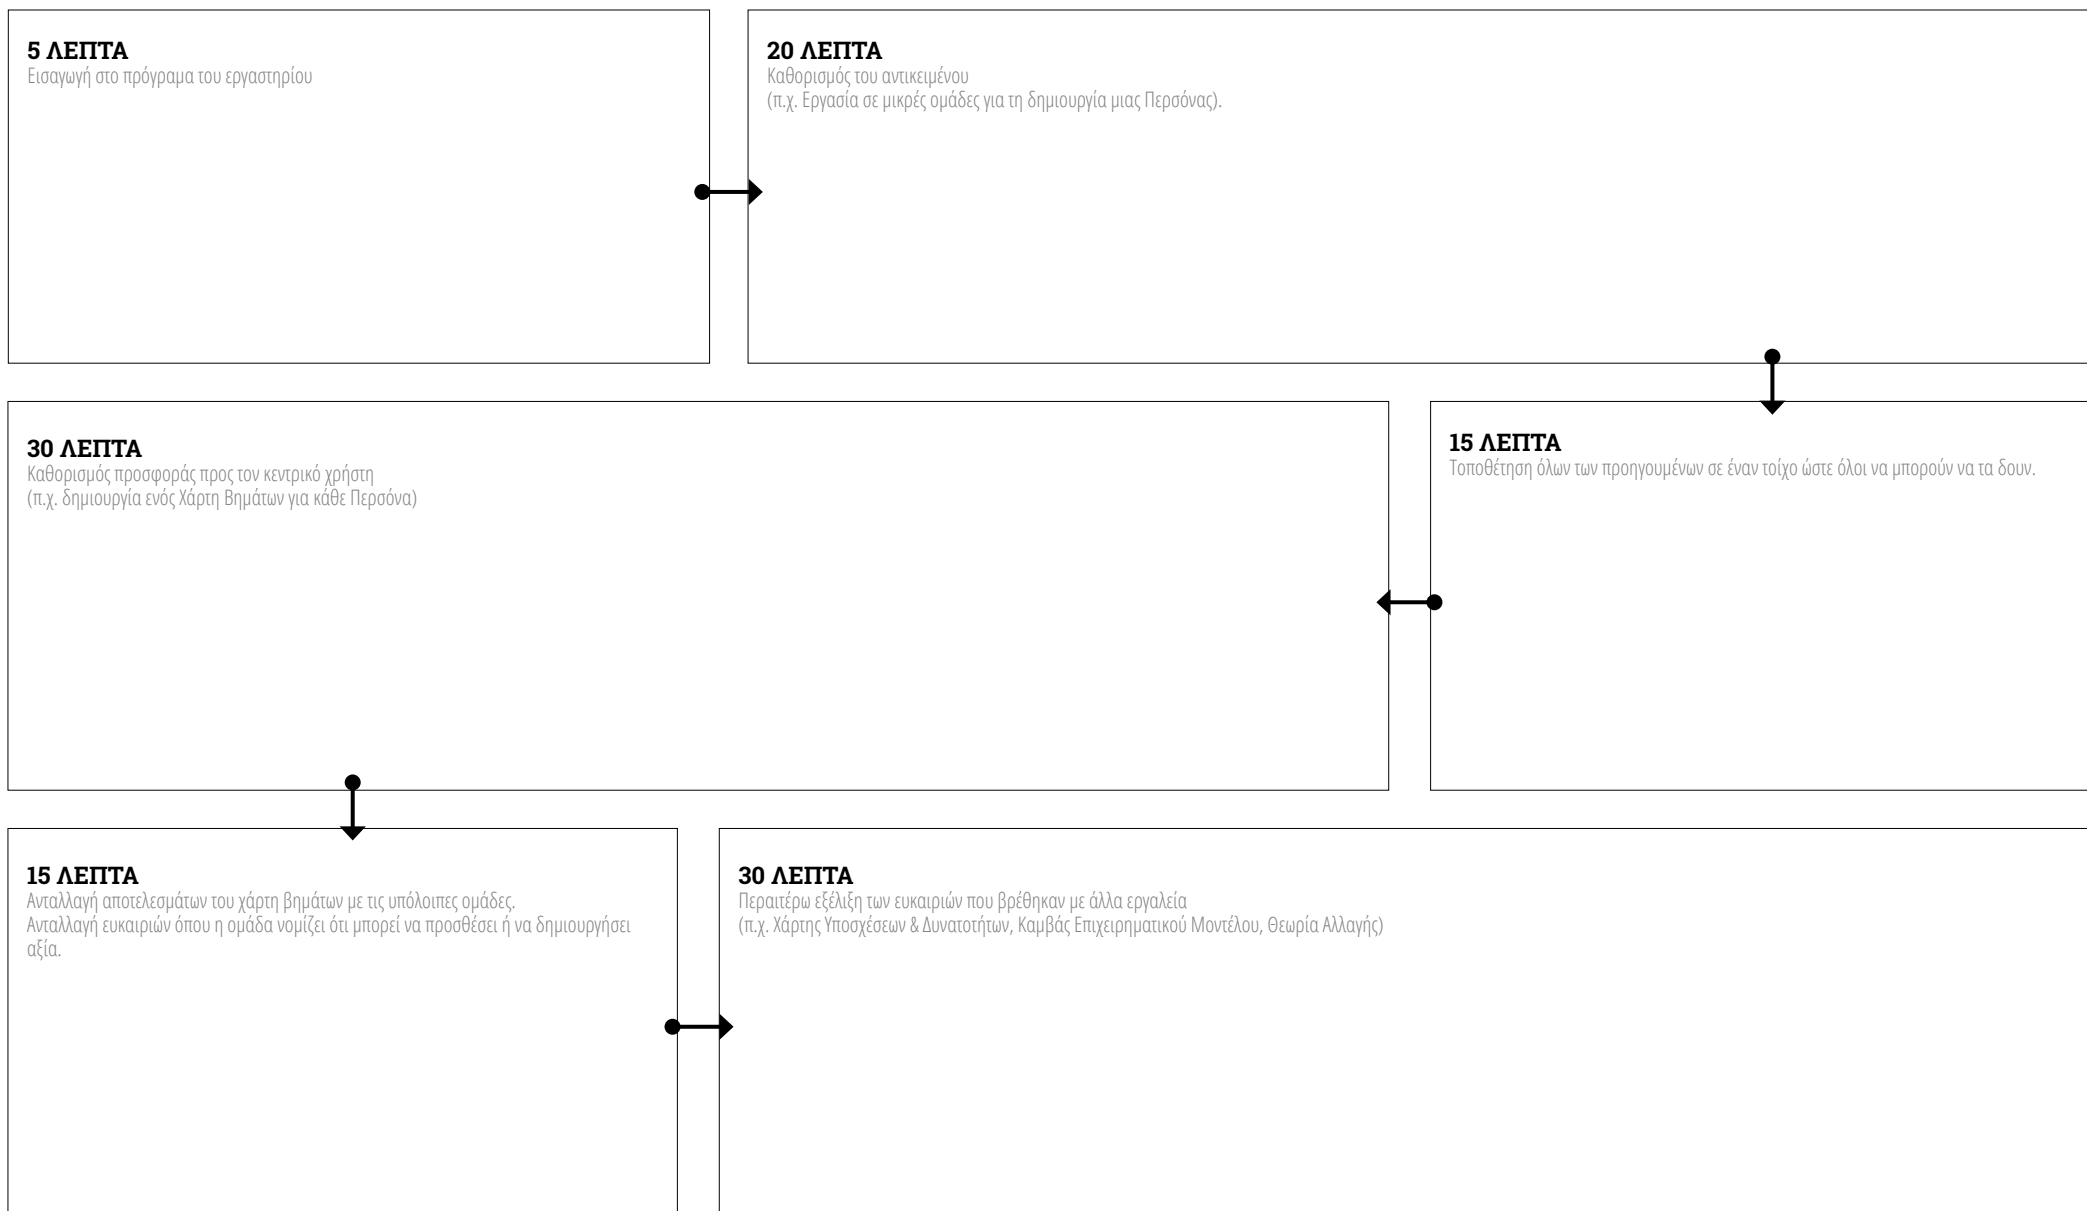 5 ΛΕΠΤΑ
Εισαγωγή στο πρόγραμα του εργαστηρίου
20 ΛΕΠΤΑ
Καθορισμός του αντικειμένου
(π.χ. Εργασία σε μικρές ομάδες για τη δημιουργία μιας Περσόνας).
15 ΛΕΠΤΑ
Τοποθέτηση όλων των προηγουμένων σε έναν τοίχο ώστε όλοι να μπορούν να τα δουν.
30 ΛΕΠΤΑ
Καθορισμός προσφοράς προς τον κεντρικό χρήστη
(π.χ. δημιουργία ενός Χάρτη Βημάτων για κάθε Περσόνα)
15 ΛΕΠΤΑ
Ανταλλαγή αποτελεσμάτων του χάρτη βημάτων με τις υπόλοιπες ομάδες.
Ανταλλαγή ευκαιριών όπου η ομάδα νομίζει ότι μπορεί να προσθέσει ή να δημιουργήσει
αξία.
30 ΛΕΠΤΑ
Περαιτέρω εξέλιξη των ευκαιριών που βρέθηκαν με άλλα εργαλεία
(π.χ. Χάρτης Υποσχέσεων & Δυνατοτήτων, Καμβάς Επιχειρηματικού Μοντέλου, Θεωρία Αλλαγής)